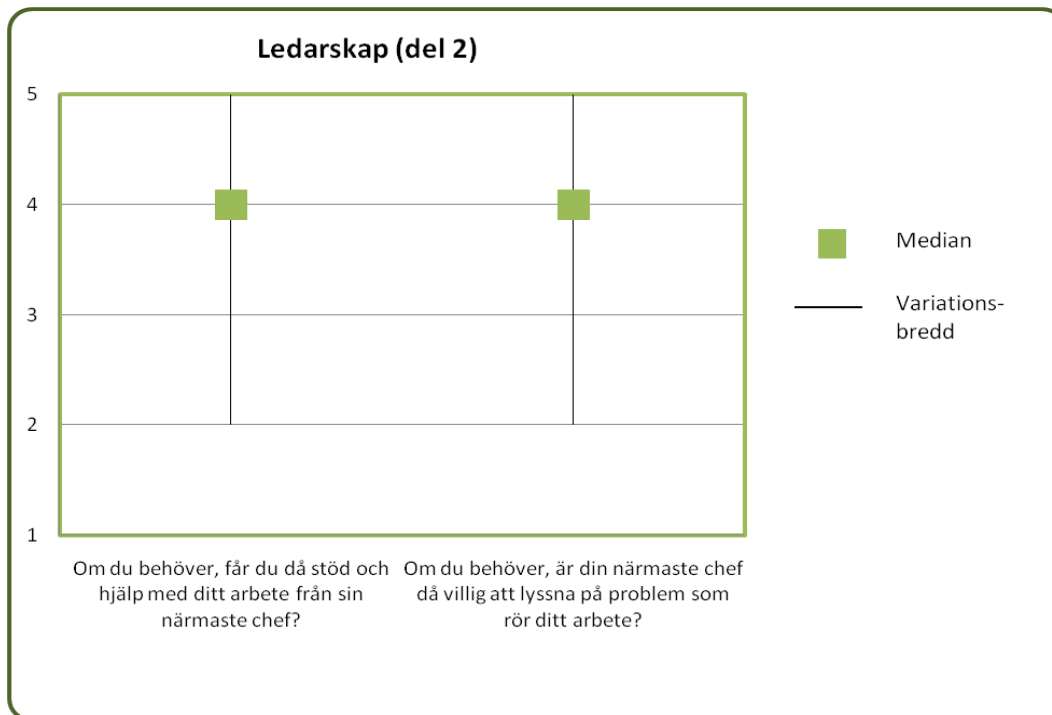 Ledarskap (del 2)
5
4
3
2
1
Om du behöver, får du då stöd och
hjälp med ditt arbete från sin
närmaste chef?
Om du behöver, är din närmaste chef
då villig att lyssna på problem som
rör ditt arbete?
Median
Variations-
bredd